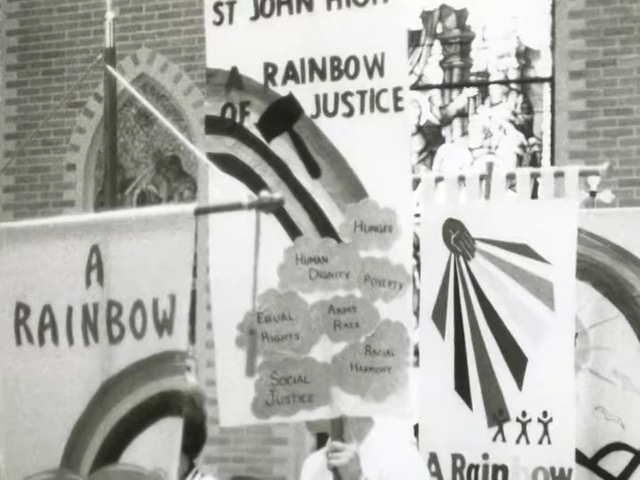 ST JOHN HIGH
A RAINBOW
OF JUSTICE
HUNGER
HUMAN
DIGNITY
POVERTY
EQUAL
RIGHTS
ARMS
RACE
RACIAL
HARMONY
SOCIAL
JUSTICE
A
RAINBOW
A Rainbow